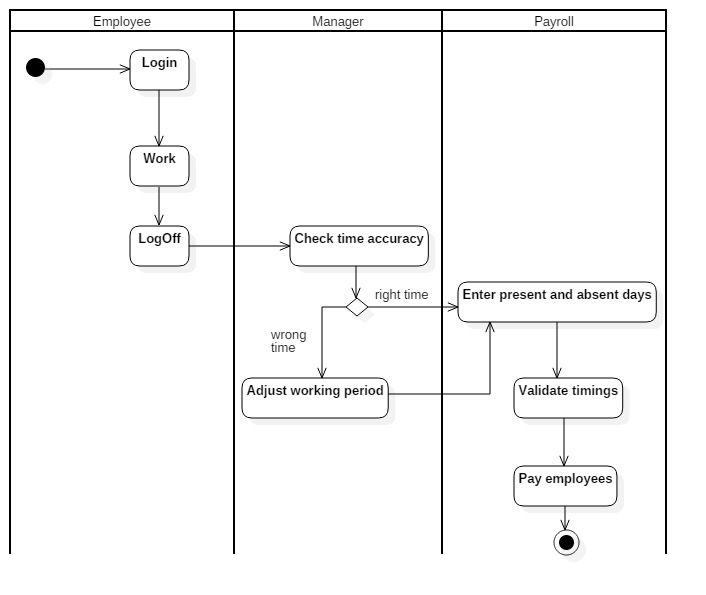 Employee
Manager
Payroll
Login
Work
LogOff
Check time accuracy
right time
Enter present and absent days
wrong
time
Adjust working period
Validate timings
Pay employees